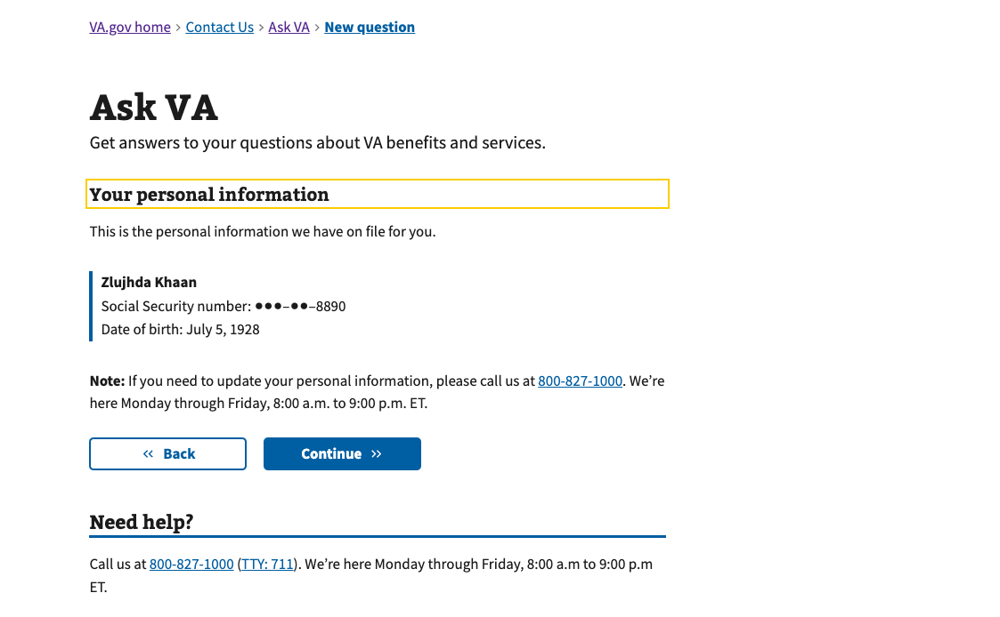 VA.gov home › Contact Us › Ask VA › New question
Ask VA
Get answers to your questions about VA benefits and services.
Your personal information
This is the personal information we have on file for you.
Zlujhda Khaan
Social Security number: ●●●–●●–8890
Date of birth: July 5, 1928
Note: If you need to update your personal information, please call us at 800-827-1000. We’re
here Monday through Friday, 8:00 a.m. to 9:00 p.m. ET.
« Back
Continue »
Need help?
Call us at 800-827-1000 (TTY: 711). We’re here Monday through Friday, 8:00 a.m to 9:00 p.m
ET.